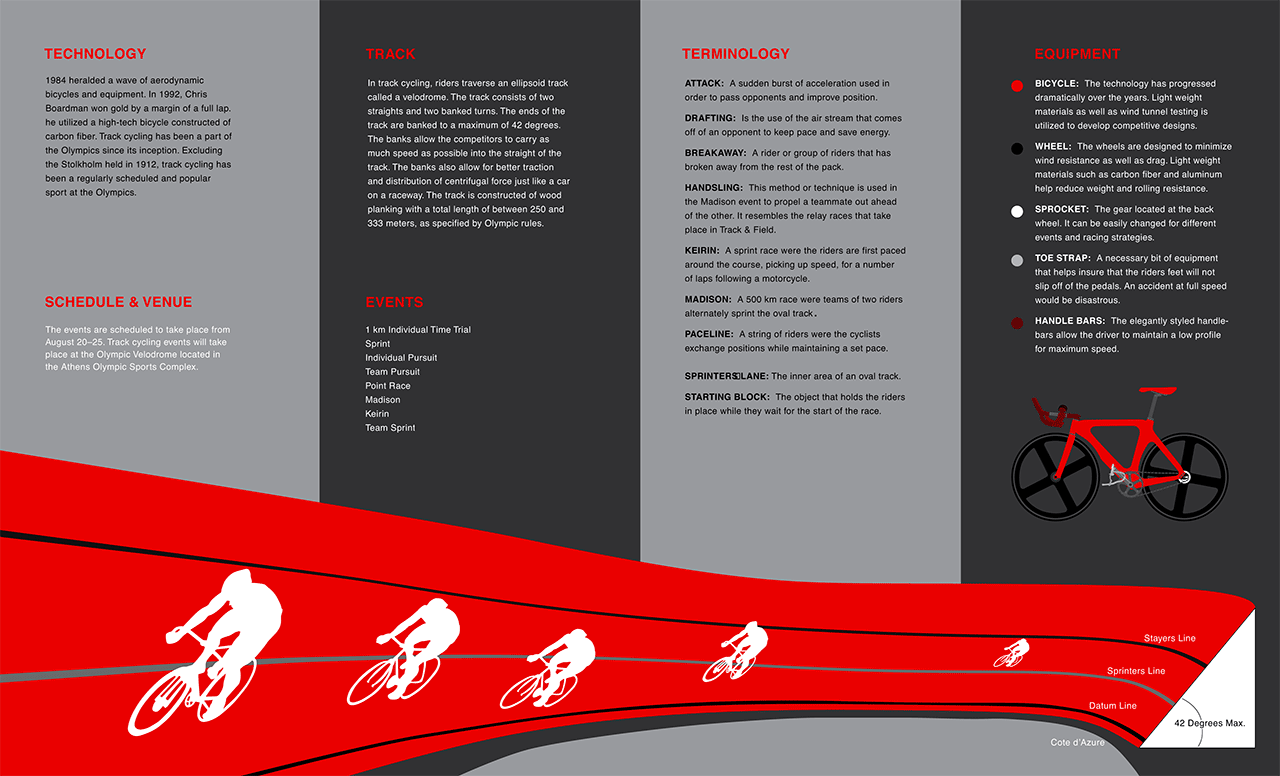 TECHNOLOGY
1984 heralded a wave of aerodynamic
bicycles and equipment. In 1992, Chris
Boardman won gold by a margin of a full lap.
he utilized a high-tech bicycle constructed of
carbon fiber. Track cycling has been a part of
the Olympics since its inception. Excluding
the Stolkholm held in 1912, track cycling has
been a regularly scheduled and popular
sport at the Olympics.
SCHEDULE & VENUE
The events are scheduled to take place from
August 20–25. Track cycling events will take
place at the Olympic Velodrome located in
the Athens Olympic Sports Complex.
TRACK
In track cycling, riders traverse an ellipsoid track
called a velodrome. The track consists of two
straights and two banked turns. The ends of the
track are banked to a maximum of 42 degrees.
The banks allow the competitors to carry as
much speed as possible into the straight of the
track. The banks also allow for better traction
and distribution of centrifugal force just like a car
on a raceway. The track is constructed of wood
planking with a total length of between 250 and
333 meters, as specified by Olympic rules.
EVENTS
1 km Individual Time Trial
Sprint
Individual Pursuit
Team Pursuit
Point Race
Madison
Keirin
Team Sprint
TERMINOLOGY
ATTACK: A sudden burst of acceleration used in
order to pass opponents and improve position.
DRAFTING: Is the use of the air stream that comes
off of an opponent to keep pace and save energy.
BREAKAWAY: A rider or group of riders that has
broken away from the rest of the pack.
HANDSLING: This method or technique is used in
the Madison event to propel a teammate out ahead
of the other. It resembles the relay races that take
place in Track & Field.
KEIRIN: A sprint race were the riders are first paced
around the course, picking up speed, for a number
of laps following a motorcycle.
MADISON: A 500 km race were teams of two riders
alternately sprint the oval track.
PACELINE: A string of riders were the cyclists
exchange positions while maintaining a set pace.
SPRINTERS LANE: The inner area of an oval track.
STARTING BLOCK: The object that holds the riders
in place while they wait for the start of the race.
EQUIPMENT
BICYCLE: The technology has progressed
dramatically over the years. Light weight
materials as well as wind tunnel testing is
utilized to develop competitive designs.
WHEEL: The wheels are designed to minimize
wind resistance as well as drag. Light weight
materials such as carbon fiber and aluminum
help reduce weight and rolling resistance.
SPROCKET: The gear located at the back
wheel. It can be easily changed for different
events and racing strategies.
TOE STRAP: A necessary bit of equipment
that helps insure that the riders feet will not
slip off of the pedals. An accident at full speed
would be disastrous.
HANDLE BARS: The elegantly styled handle-
bars allow the driver to maintain a low profile
for maximum speed.
Stayers Line
Sprinters Line
Datum Line
42 Degrees Max.
Cote d'Azure